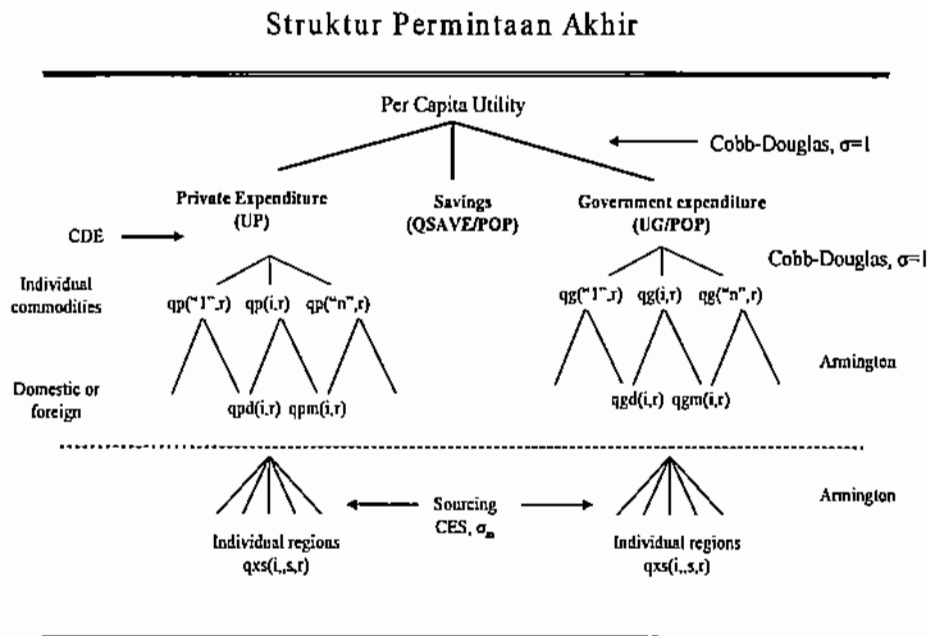 Struktur Permintaan Akhir
Per Capita Utility
Cobb-Douglas, σ=1
Private Expenditure
(UP)
Savings
(QSAVE/POP)
Government expenditure
(UG/POP)
CDE
Cobb-Douglas, σ=1
Individual
commodities
qp("1",r) qp(i,r) qp("n",r)
qg("1",r) qg(i,r) qg("n",r)
Armington
Domestic or
foreign
qpd(i,r) qpm(i,r)
qgd(i,r) qgm(i,r)
Sourcing
CES, σₘ
Armington
Individual regions
qxs(i,,s,r)
Individual regions
qxs(i,,s,r)